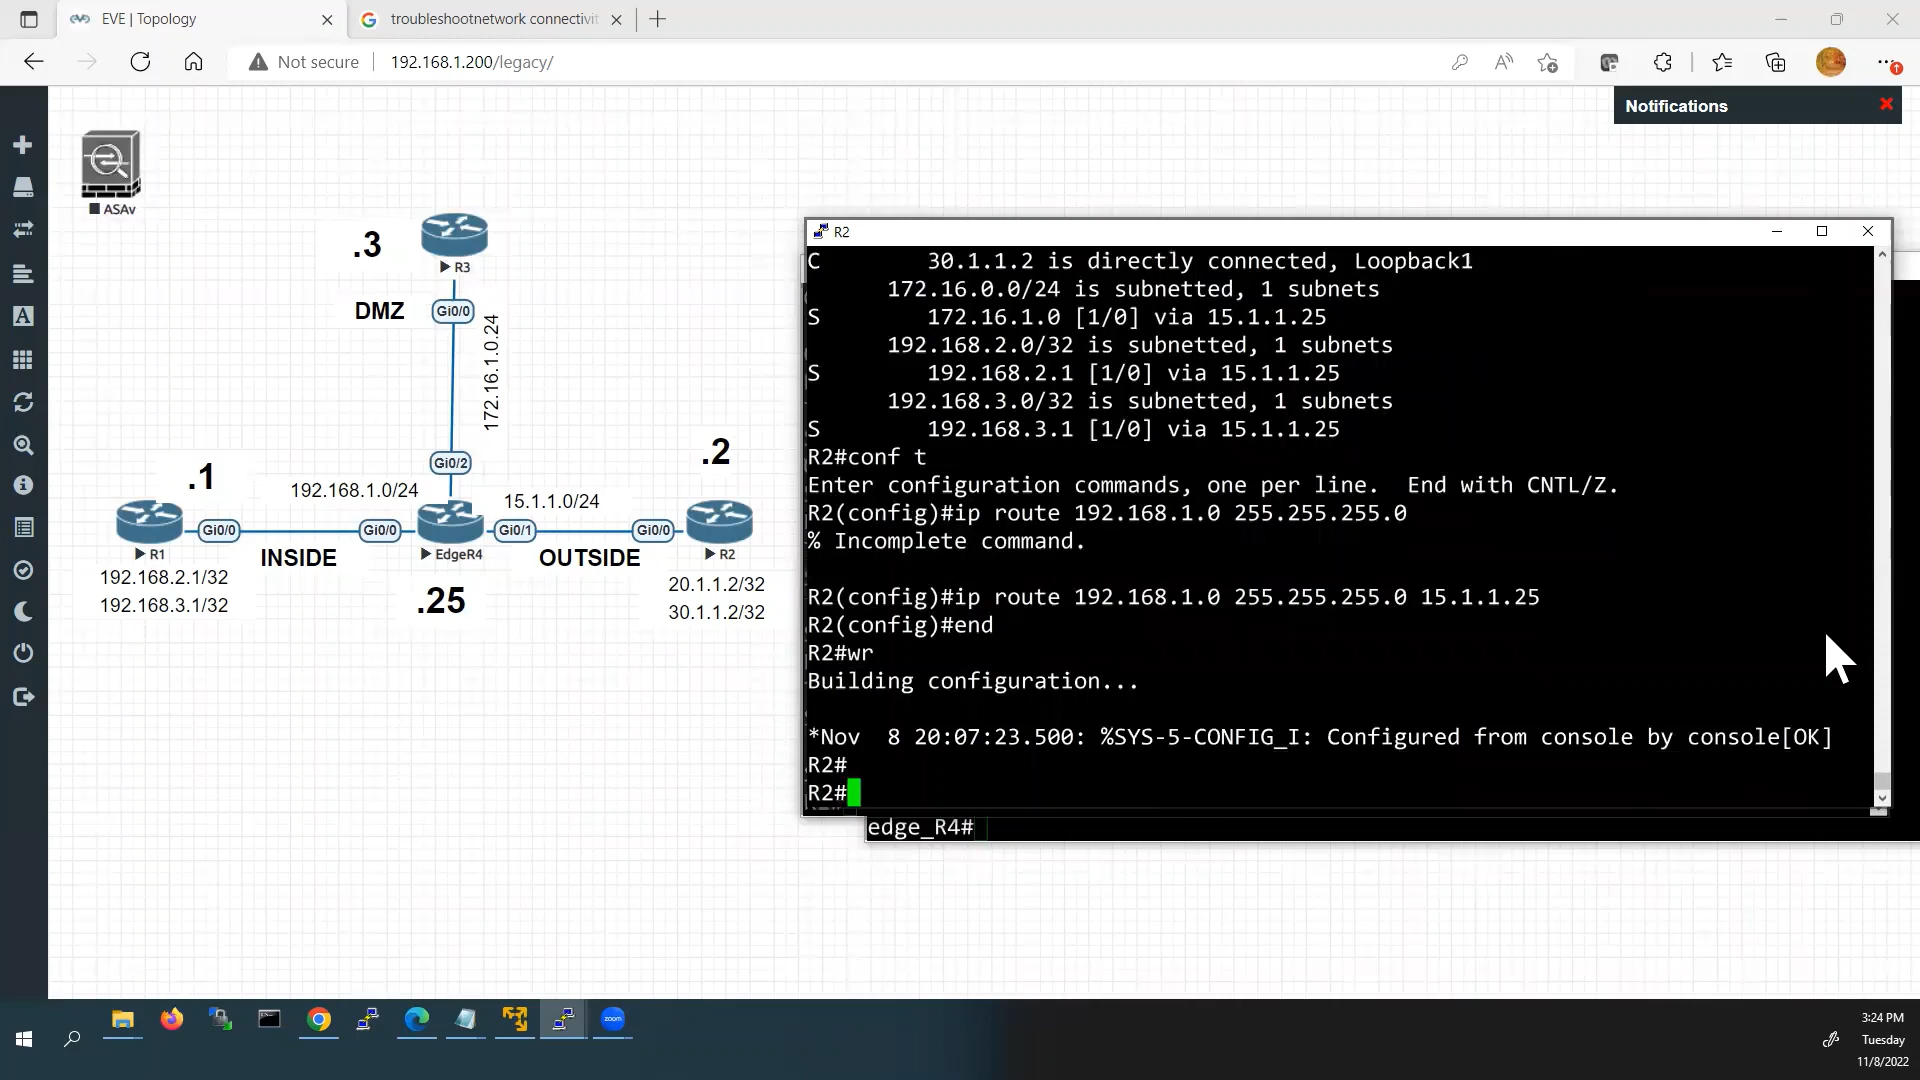 EVE | Topology
troubleshootnetwork connectivit
Not secure
192.168.1.200/legacy/
Notifications
ASAv
.3
R3
DMZ
Gi0/0
172.16.1.0.24
Gi0/2
.2
.1
192.168.1.0/24
15.1.1.0/24
Gi0/0
Gi0/0
Gi0/1
Gi0/0
R1
INSIDE
EdgeR4
OUTSIDE
R2
192.168.2.1/32
192.168.3.1/32
.25
20.1.1.2/32
30.1.1.2/32
R2
C 30.1.1.2 is directly connected, Loopback1
172.16.0.0/24 is subnetted, 1 subnets
S 172.16.1.0 [1/0] via 15.1.1.25
192.168.2.0/32 is subnetted, 1 subnets
S 192.168.2.1 [1/0] via 15.1.1.25
192.168.3.0/32 is subnetted, 1 subnets
S 192.168.3.1 [1/0] via 15.1.1.25
R2#conf t
Enter configuration commands, one per line. End with CNTL/Z.
R2(config)#ip route 192.168.1.0 255.255.255.0
% Incomplete command.
R2(config)#ip route 192.168.1.0 255.255.255.0 15.1.1.25
R2(config)#end
R2#wr
Building configuration...
*Nov 8 20:07:23.500: %SYS-5-CONFIG_I: Configured from console by console[OK]
R2#
R2#
edge_R4#
zoom
3:24 PM
Tuesday
11/8/2022